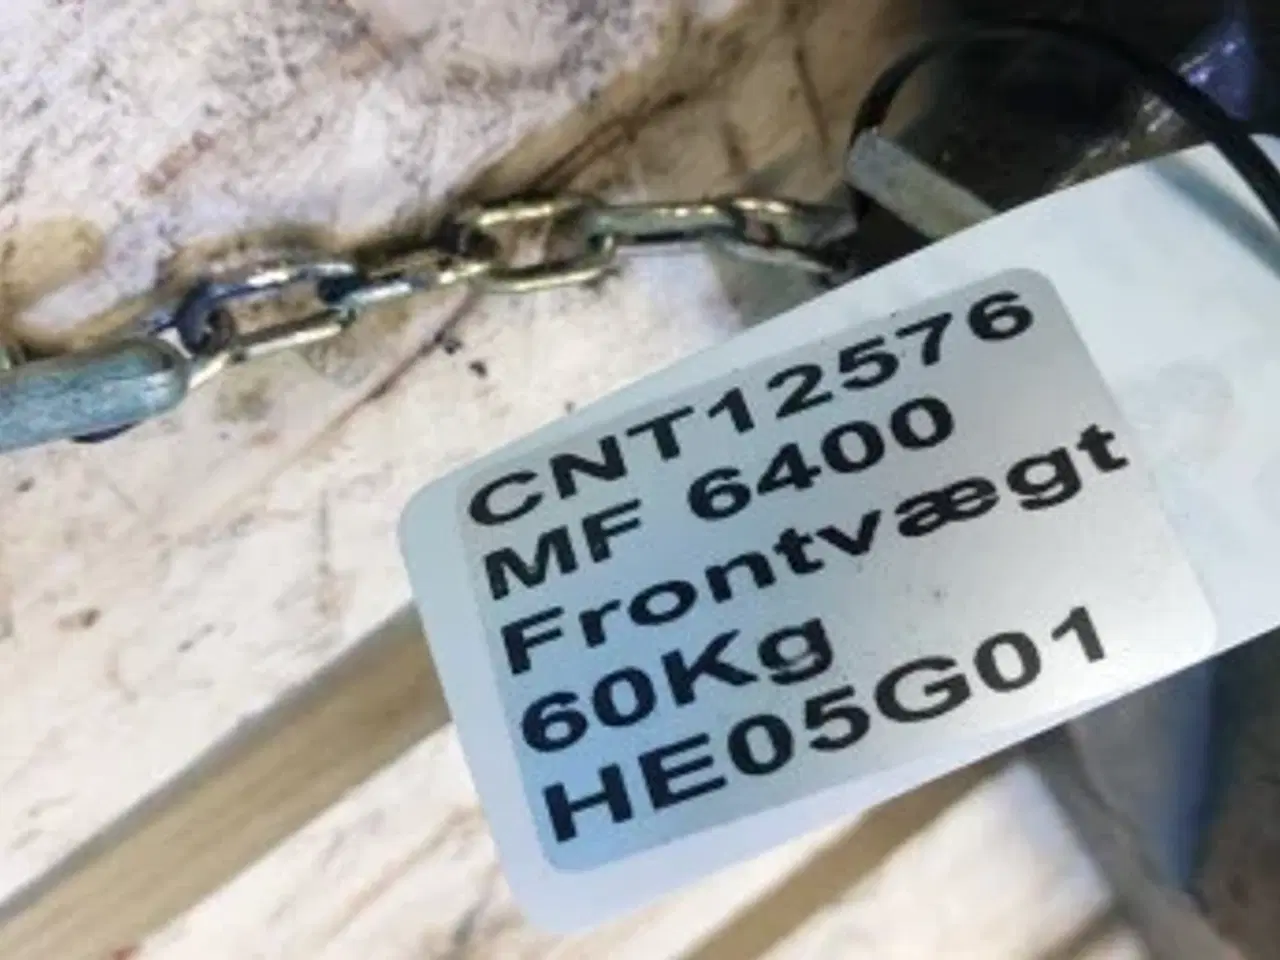 CNT12576
MF 6400
Frontvægt
60Kg
HE05G01